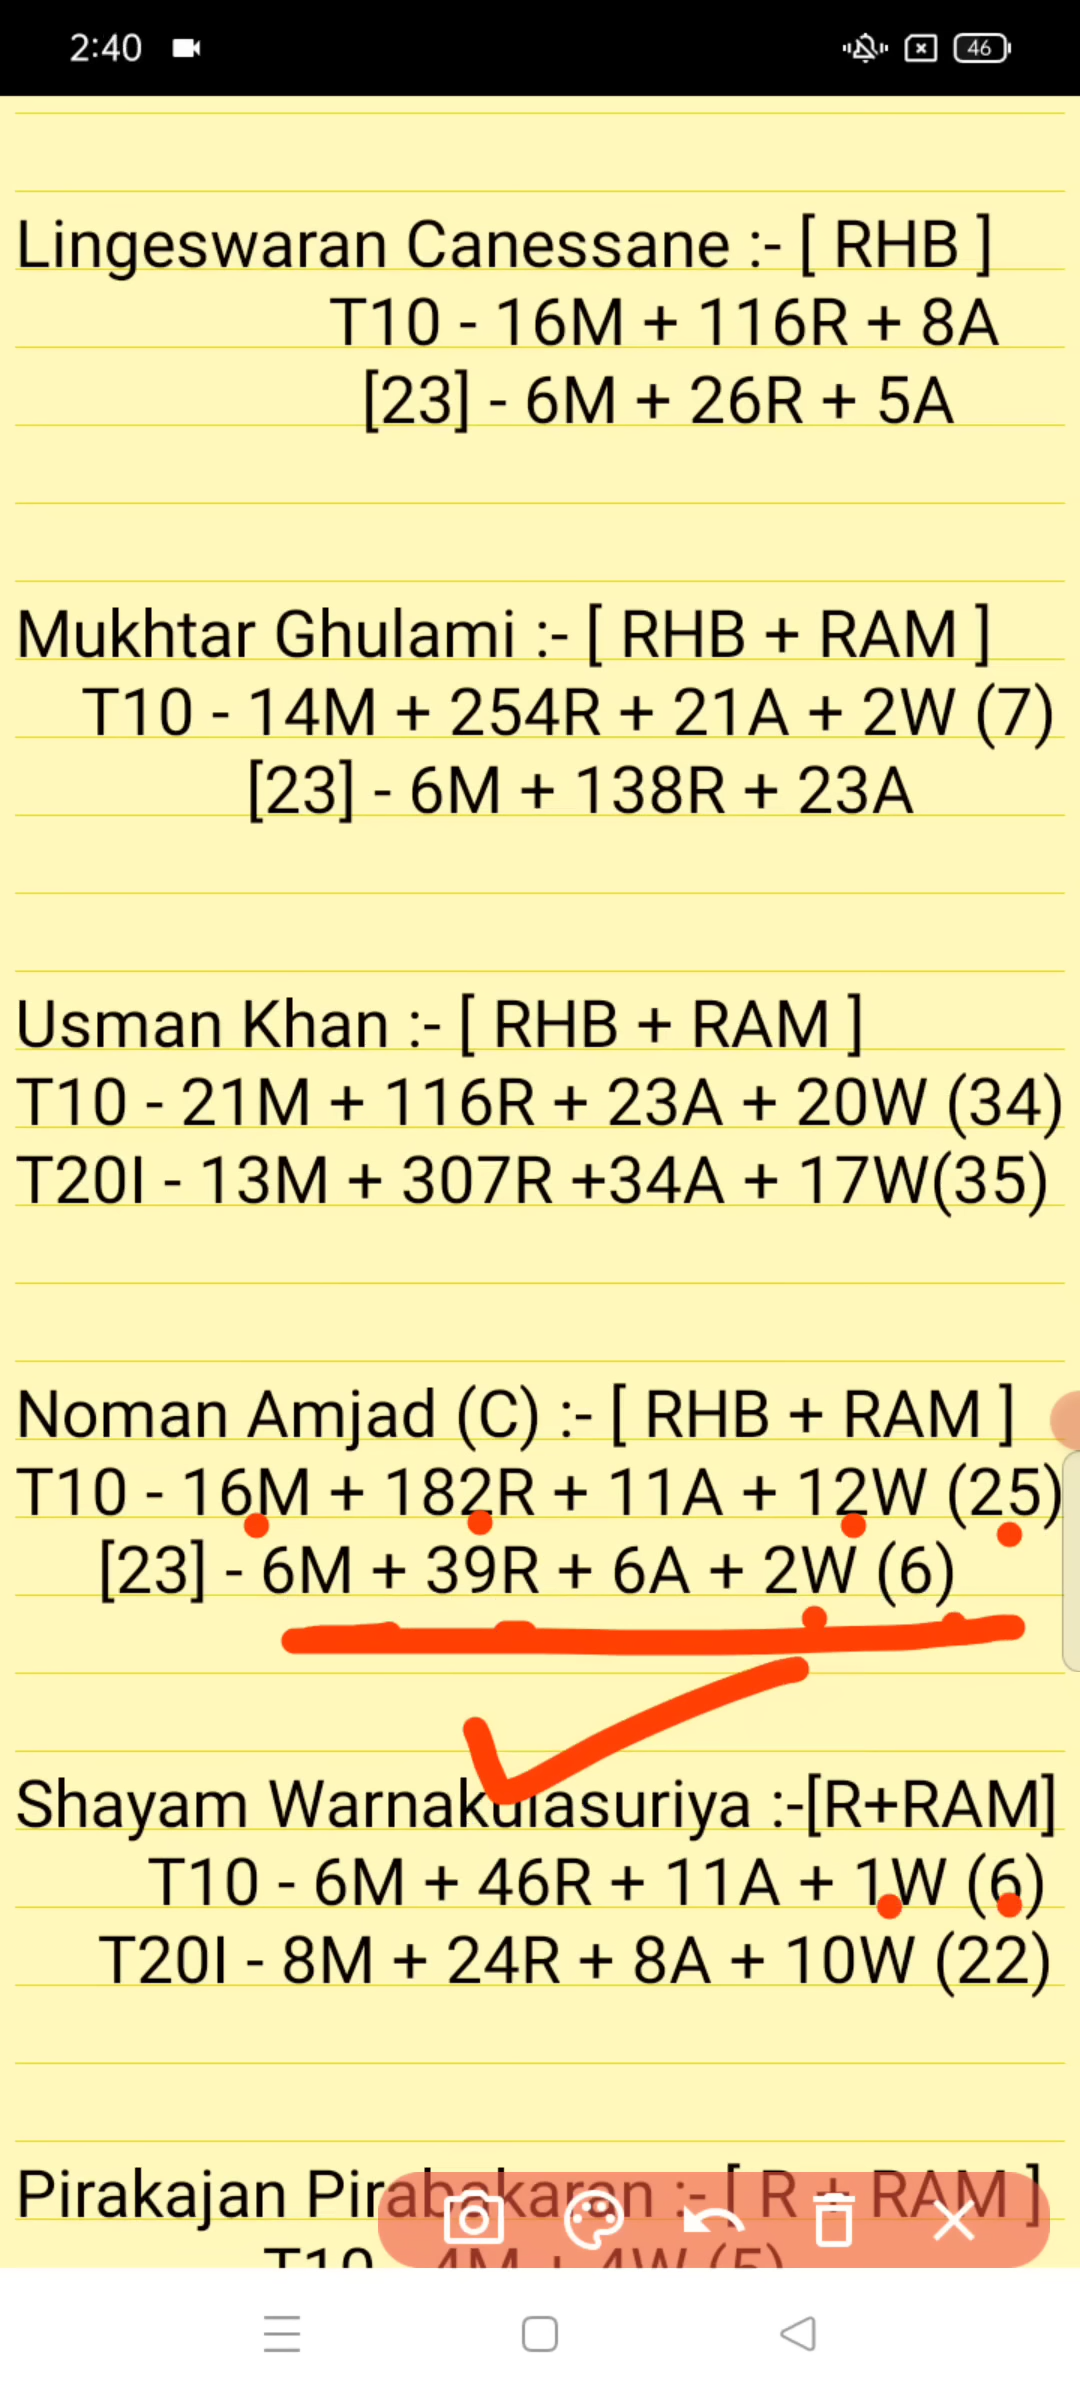 2:40
46
Lingeswaran Canessane :- [ RHB ]
T10 - 16M + 116R + 8A
[23] - 6M + 26R + 5A
Mukhtar Ghulami :- [ RHB + RAM ]
T10 - 14M + 254R + 21A + 2W (7)
[23] - 6M + 138R + 23A
Usman Khan :- [ RHB + RAM ]
T10 - 21M + 116R + 23A + 20W (34)
T20I - 13M + 307R +34A + 17W(35)
Noman Amjad (C) :- [ RHB + RAM ]
T10 - 16M + 182R + 11A + 12W (25)
[23] - 6M + 39R + 6A + 2W (6)
Shayam Warnakulasuriya :-[R+RAM]
T10 - 6M + 46R + 11A + 1W (6)
T20I - 8M + 24R + 8A + 10W (22)
Pirakajan Pirabakaran :- [ R + RAM ]
T10 - 4M + 4W (5)